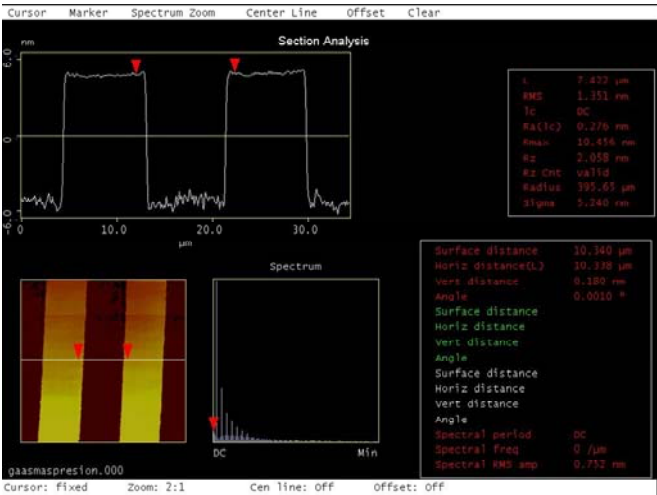 Cursor Marker Spectrum Zoom Center Line Offset Clear
nm
Section Analysis
6.0
0
-6.0
0 10.0 20.0 30.0
µm
L 7.422 µm
RMS 1.351 nm
lc DC
Ra(lc) 0.276 nm
Rmax 10.456 nm
Rz 2.058 nm
Rz Cnt valid
Radius 395.65 µm
Sigma 5.240 nm
Spectrum
DC Min
Surface distance 10.340 µm
Horiz distance(L) 10.338 µm
Vert distance 0.180 nm
Angle 0.0010 °
Surface distance
Horiz distance
Vert distance
Angle
Surface distance
Horiz distance
Vert distance
Angle
Spectral period DC
Spectral freq 0 /µm
Spectral RMS amp 0.752 nm
gaasmaspresion.000
Cursor: fixed Zoom: 2:1 Cen line: Off Offset: Off